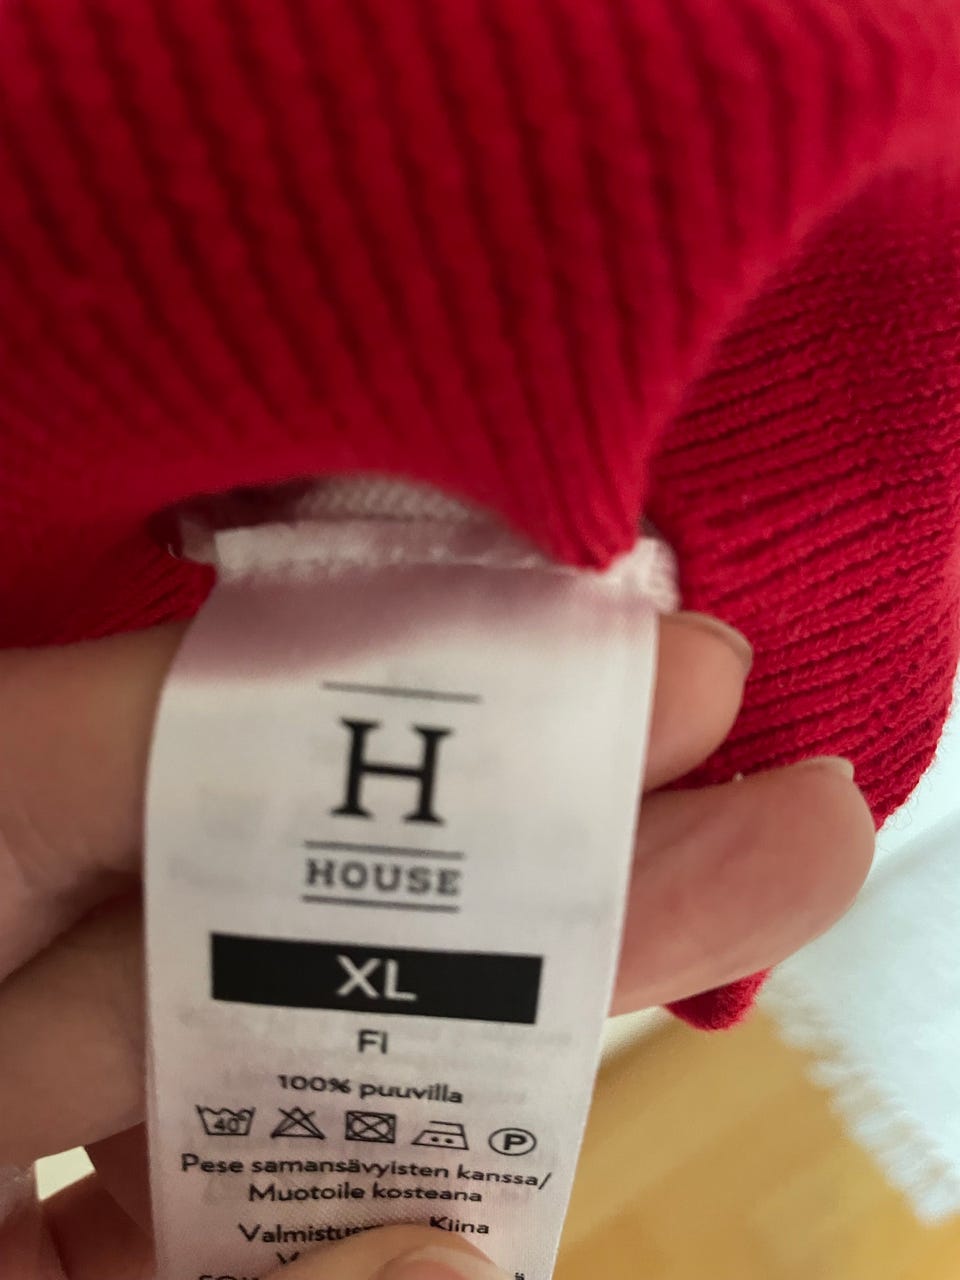 H
HOUSE
XL
FI
100% puuvilla
40°
P
Pese samansävyisten kanssa/
Muotoile kosteana
Kiina